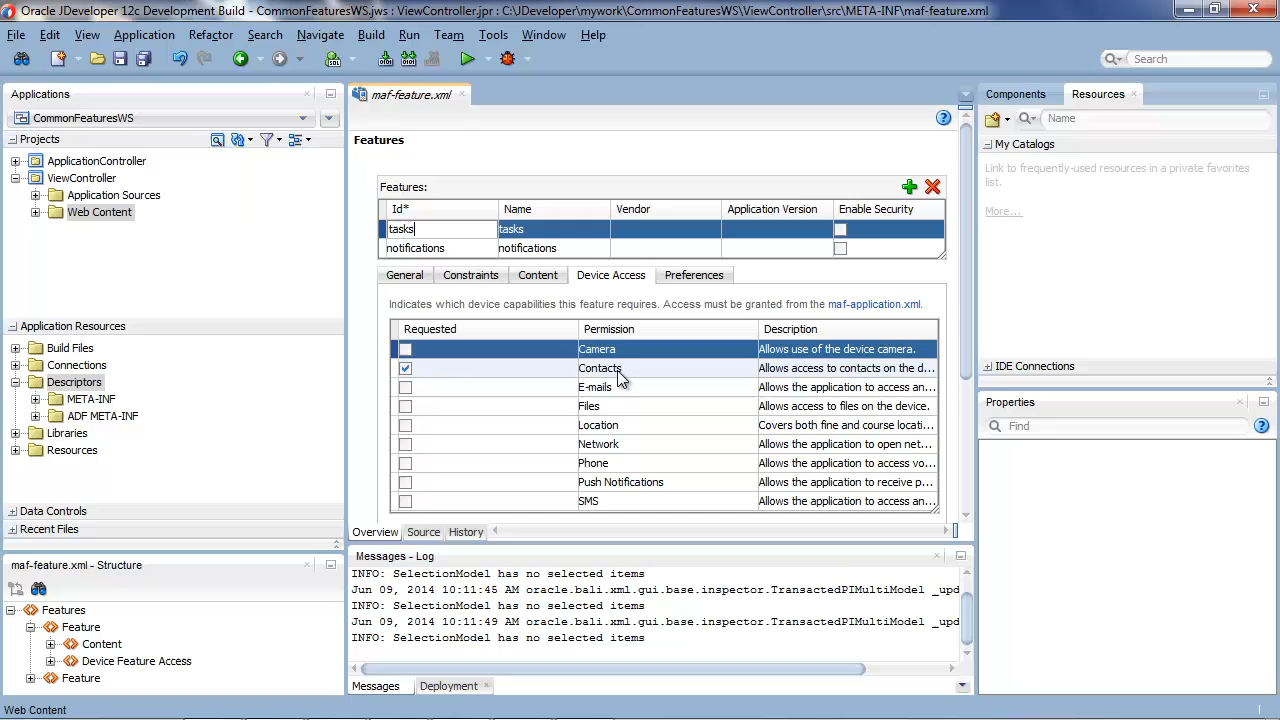 Oracle JDeveloper 12c Development Build - CommonFeaturesWS.jws : ViewController.jpr : C:\JDeveloper\mywork\CommonFeaturesWS\ViewController\src\META-INF\maf-feature.xml
File Edit View Application Refactor Search Navigate Build Run Team Tools Window Help
Search
Applications
CommonFeaturesWS
Projects
ApplicationController
ViewController
Application Sources
Web Content
Application Resources
Build Files
Connections
Descriptors
META-INF
ADF META-INF
Libraries
Resources
Data Controls
Recent Files
maf-feature.xml - Structure
Features
Feature
Content
Device Feature Access
Feature
Web Content
maf-feature.xml
Features
Features:
Id* Name Vendor Application Version Enable Security
tasks tasks
notifications notifications
General Constraints Content Device Access Preferences
Indicates which device capabilities this feature requires. Access must be granted from the maf-application.xml.
Requested Permission Description
Camera Allows use of the device camera.
Contacts Allows access to contacts on the d...
E-mails Allows the application to access an...
Files Allows access to files on the device.
Location Covers both fine and course locati...
Network Allows the application to open net...
Phone Allows the application to access vo...
Push Notifications Allows the application to receive p...
SMS Allows the application to access an...
Overview Source History
Messages - Log
INFO: SelectionModel has no selected items
Jun 09, 2014 10:11:45 AM oracle.bali.xml.gui.base.inspector.TransactedPIMultiModel _upd
INFO: SelectionModel has no selected items
Jun 09, 2014 10:11:49 AM oracle.bali.xml.gui.base.inspector.TransactedPIMultiModel _upd
INFO: SelectionModel has no selected items
Messages Deployment
Components Resources
Name
My Catalogs
Link to frequently-used resources in a private favorites
list.
More...
IDE Connections
Properties
Find